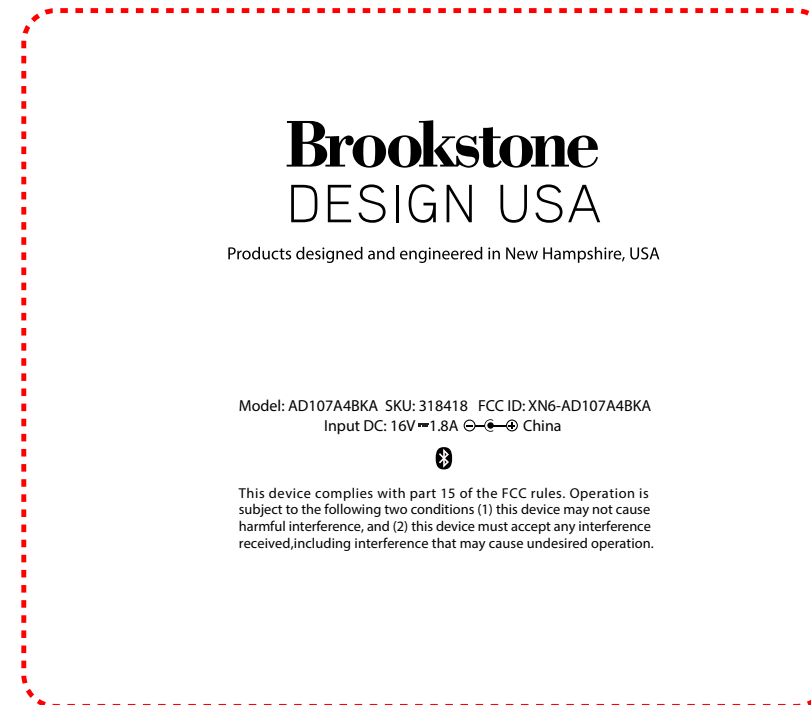 Brookstone
DESIGN USA
Products designed and engineered in New Hampshire, USA
Model: AD107A4BKA SKU: 318418 FCC ID: XN6-AD107A4BKA
Input DC: 16V⎓1.8A China
This device complies with part 15 of the FCC rules. Operation is
subject to the following two conditions (1) this device may not cause
harmful interference, and (2) this device must accept any interference
received,including interference that may cause undesired operation.